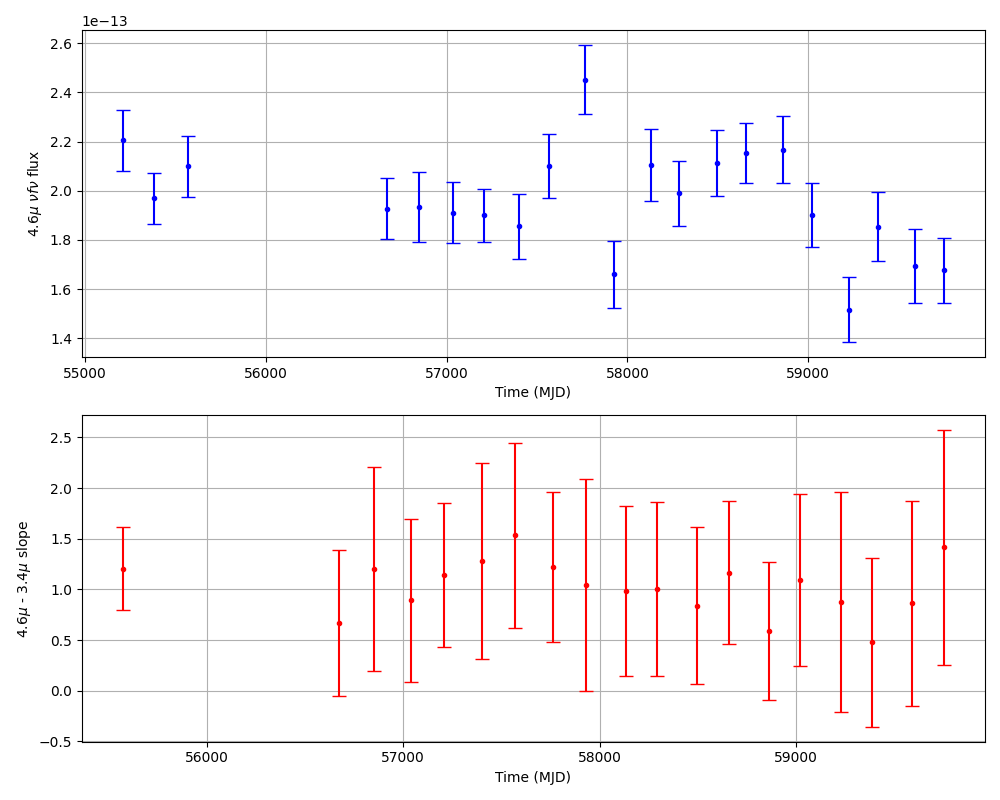 1e−13
2.6
2.4
2.2
2.0
1.8
1.6
1.4
4.6μ νfν flux
55000 56000 57000 58000 59000
Time (MJD)
2.5
2.0
1.5
1.0
0.5
0.0
−0.5
4.6μ - 3.4μ slope
56000 57000 58000 59000
Time (MJD)